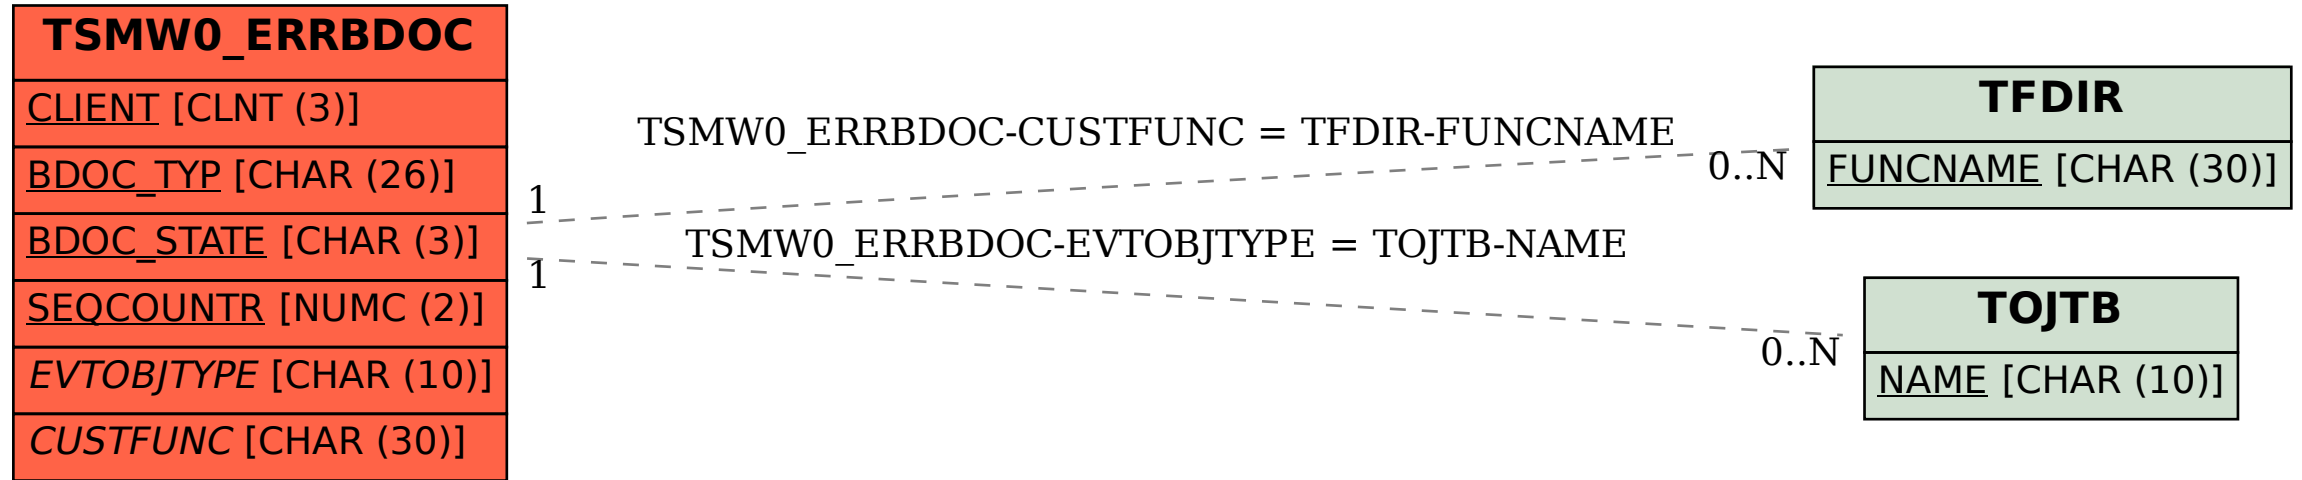 TSMW0_ERRBDOC
CLIENT [CLNT (3)]
BDOC_TYP [CHAR (26)]
BDOC_STATE [CHAR (3)]
SEQCOUNTR [NUMC (2)]
EVTOBJTYPE [CHAR (10)]
CUSTFUNC [CHAR (30)]
TSMW0_ERRBDOC-CUSTFUNC = TFDIR-FUNCNAME
1
0..N
TSMW0_ERRBDOC-EVTOBJTYPE = TOJTB-NAME
1
0..N
TFDIR
FUNCNAME [CHAR (30)]
TOJTB
NAME [CHAR (10)]